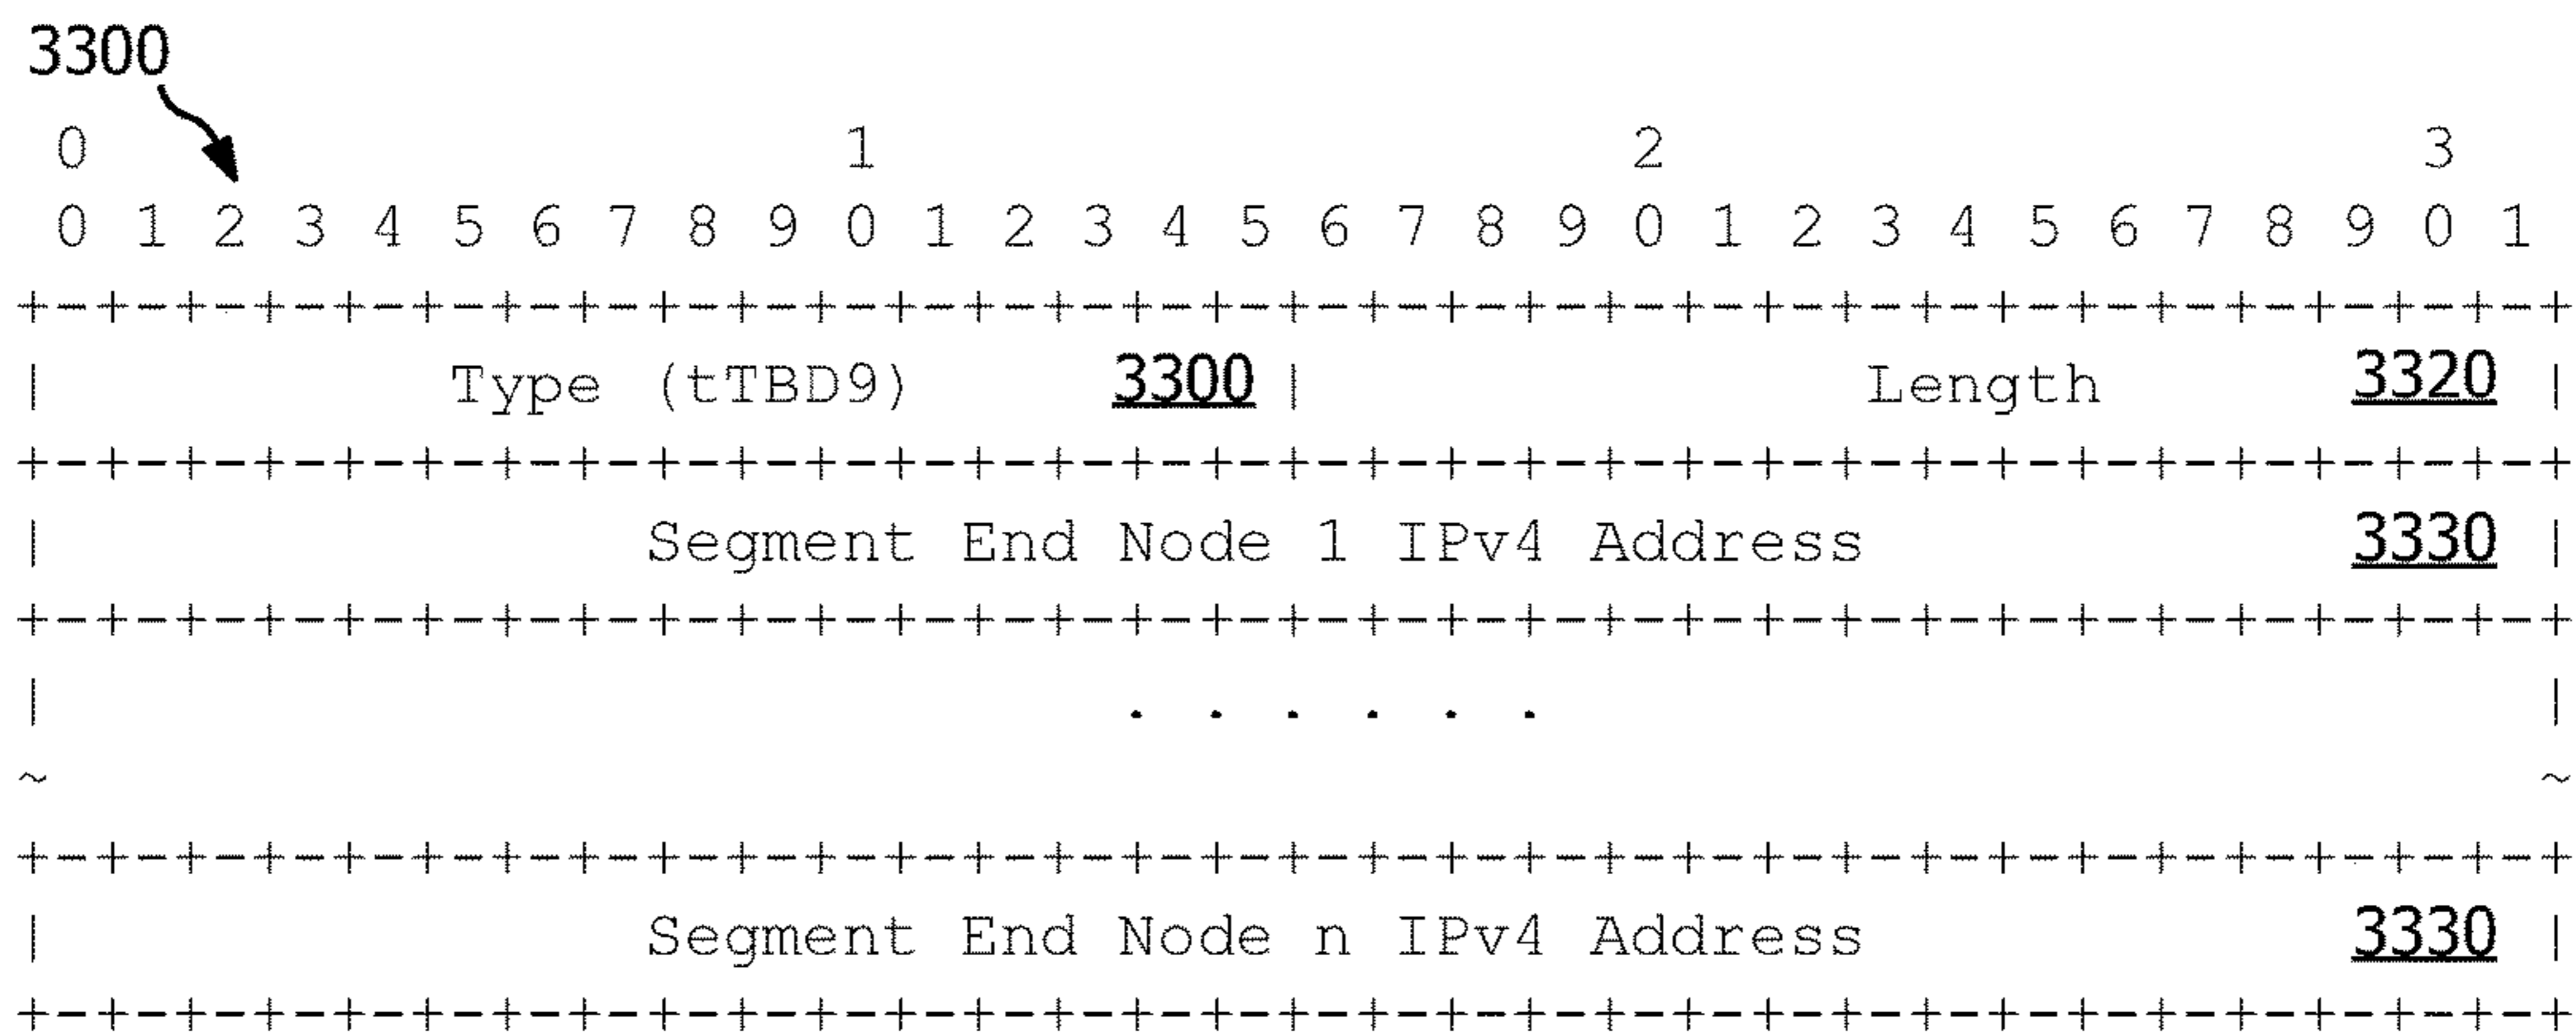 3300
0 1 2 3
0 1 2 3 4 5 6 7 8 9 0 1 2 3 4 5 6 7 8 9 0 1 2 3 4 5 6 7 8 9 0 1
+-+-+-+-+-+-+-+-+-+-+-+-+-+-+-+-+-+-+-+-+-+-+-+-+-+-+-+-+-+-+-+-+
| Type (tTBD9) 3300 | Length 3320 |
+-+-+-+-+-+-+-+-+-+-+-+-+-+-+-+-+-+-+-+-+-+-+-+-+-+-+-+-+-+-+-+-+
| Segment End Node 1 IPv4 Address 3330 |
+-+-+-+-+-+-+-+-+-+-+-+-+-+-+-+-+-+-+-+-+-+-+-+-+-+-+-+-+-+-+-+-+
| . . . . . . |
~ ~
+-+-+-+-+-+-+-+-+-+-+-+-+-+-+-+-+-+-+-+-+-+-+-+-+-+-+-+-+-+-+-+-+
| Segment End Node n IPv4 Address 3330 |
+-+-+-+-+-+-+-+-+-+-+-+-+-+-+-+-+-+-+-+-+-+-+-+-+-+-+-+-+-+-+-+-+